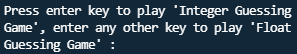 Press enter key to play 'Integer Guessing
Game', enter any other key to play 'Float
Guessing Game' :